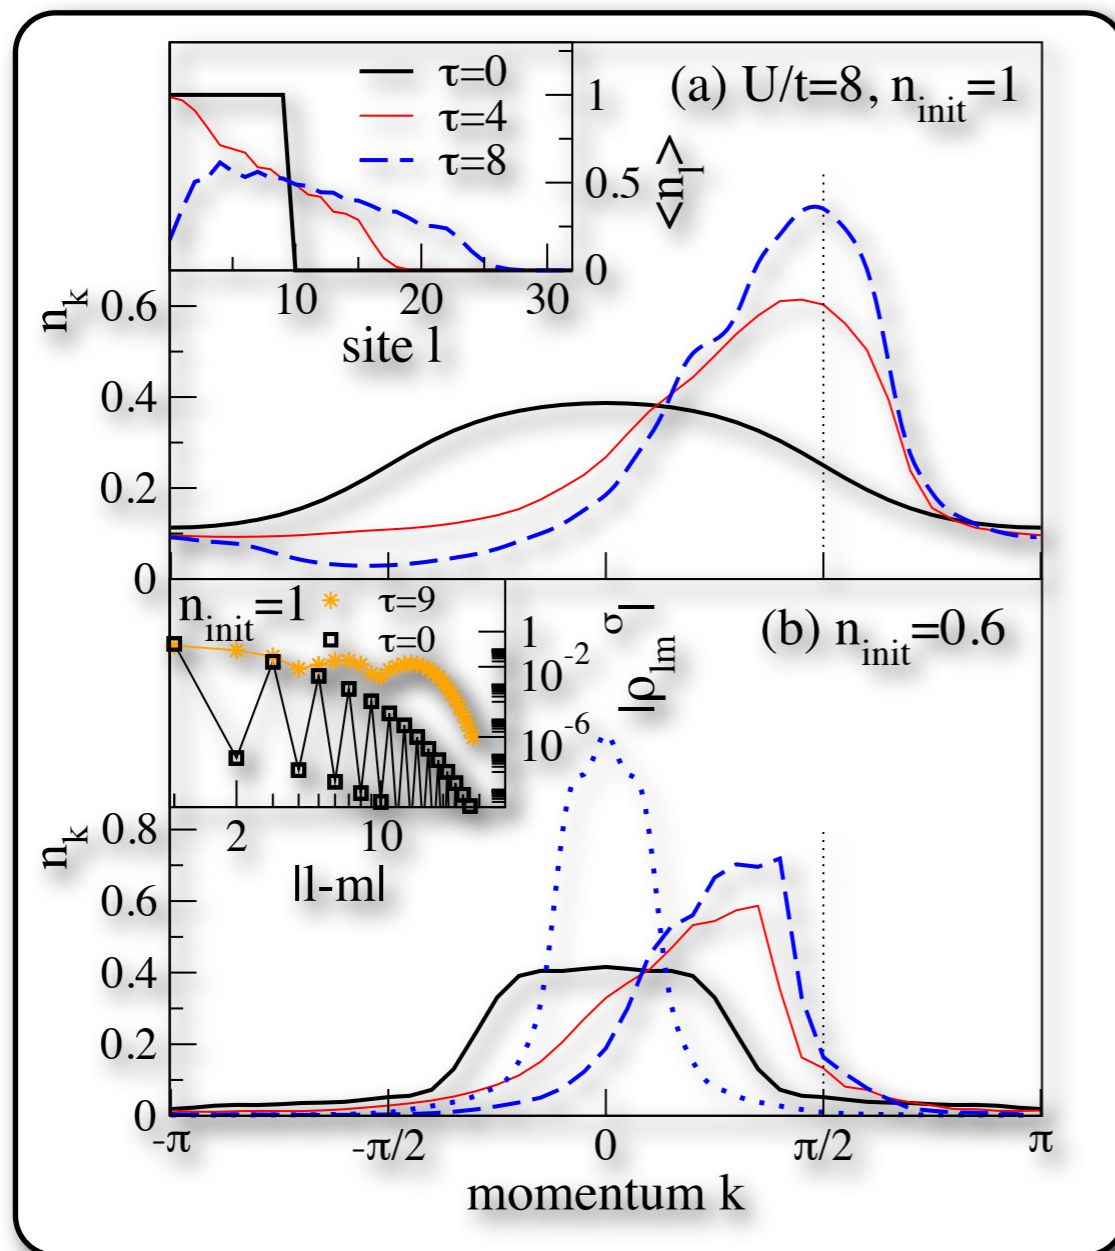 τ=0
τ=4
τ=8
(a) U/t=8, n_init=1
1
0.5
0
<n_l>
10 20 30
site l
n_k
0.6
0.4
0.2
0
n_init=1
τ=9
τ=0
1
10^-2
10^-6
|ρ_lm^σ|
(b) n_init=0.6
2 10
|l-m|
n_k
0.8
0.6
0.4
0.2
0
-π -π/2 0 π/2 π
momentum k